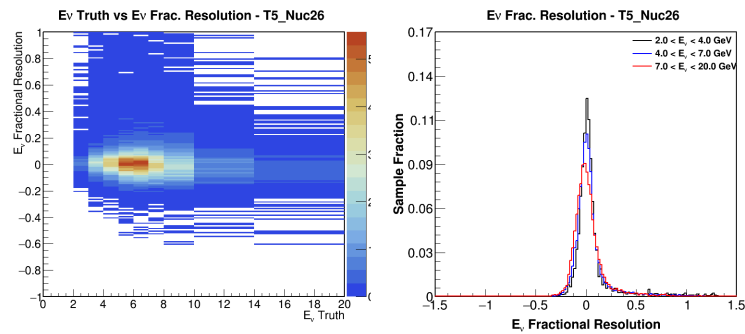 Eν Truth vs Eν Frac. Resolution - T5_Nuc26
Eν Fractional Resolution
1
0.8
0.6
0.4
0.2
0
−0.2
−0.4
−0.6
−0.8
−1
0 2 4 6 8 10 12 14 16 18 20
Eν Truth
Eν Frac. Resolution - T5_Nuc26
Sample Fraction
0.17
0.15
0.11
0.09
0.06
0.03
0
2.0 < Eν < 4.0 GeV
4.0 < Eν < 7.0 GeV
7.0 < Eν < 20.0 GeV
−1.5 −1 −0.5 0 0.5 1 1.5
Eν Fractional Resolution